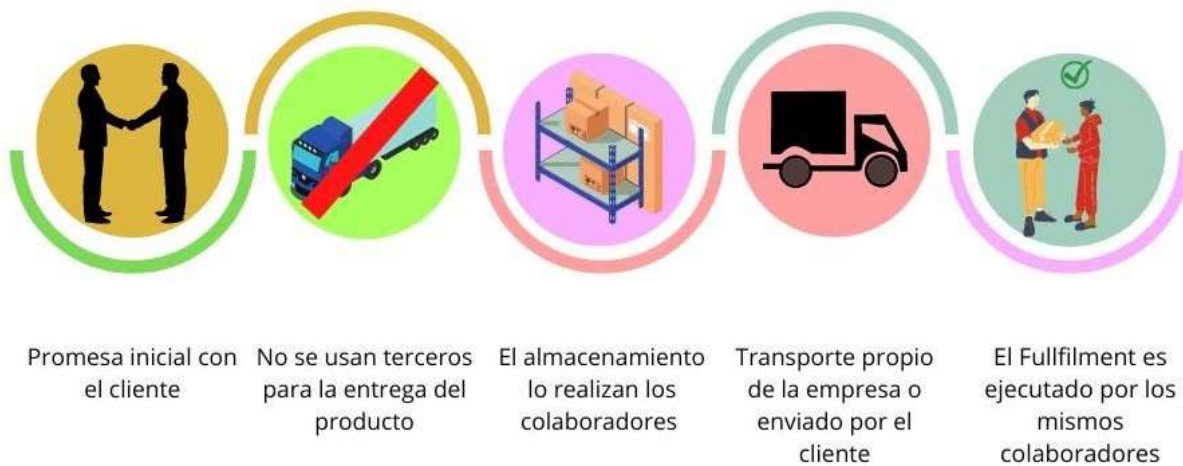 Promesa inicial con
el cliente
No se usan terceros
para la entrega del
producto
El almacenamiento
lo realizan los
colaboradores
Transporte propio
de la empresa o
enviado por el
cliente
El Fullfilment es
ejecutado por los
mismos
colaboradores